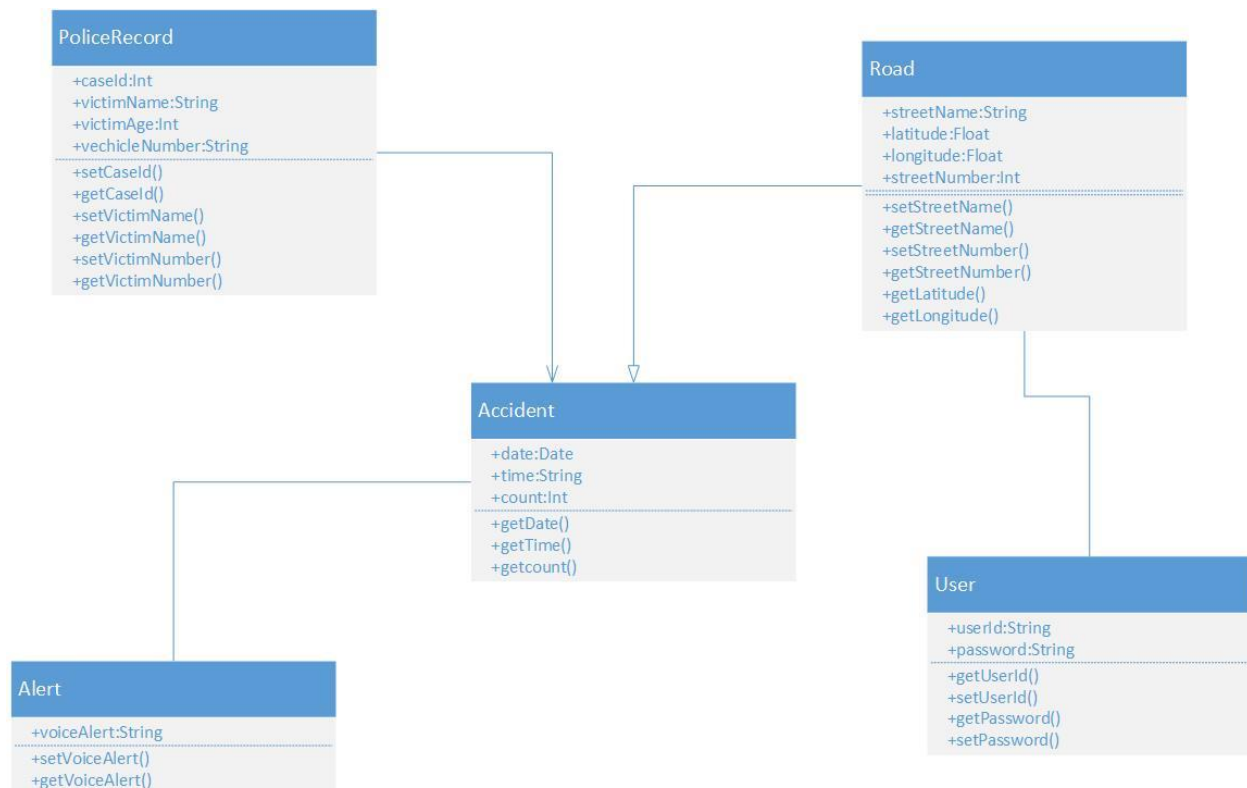 PoliceRecord
+caseId:Int
+victimName:String
+victimAge:Int
+vechicleNumber:String
+setCaseId()
+getCaseId()
+setVictimName()
+getVictimName()
+setVictimNumber()
+getVictimNumber()
Road
+streetName:String
+latitude:Float
+longitude:Float
+streetNumber:Int
+setStreetName()
+getStreetName()
+setStreetNumber()
+getStreetNumber()
+getLatitude()
+getLongitude()
Accident
+date:Date
+time:String
+count:Int
+getDate()
+getTime()
+getcount()
User
+userId:String
+password:String
+getUserId()
+setUserId()
+getPassword()
+setPassword()
Alert
+voiceAlert:String
+setVoiceAlert()
+getVoiceAlert()